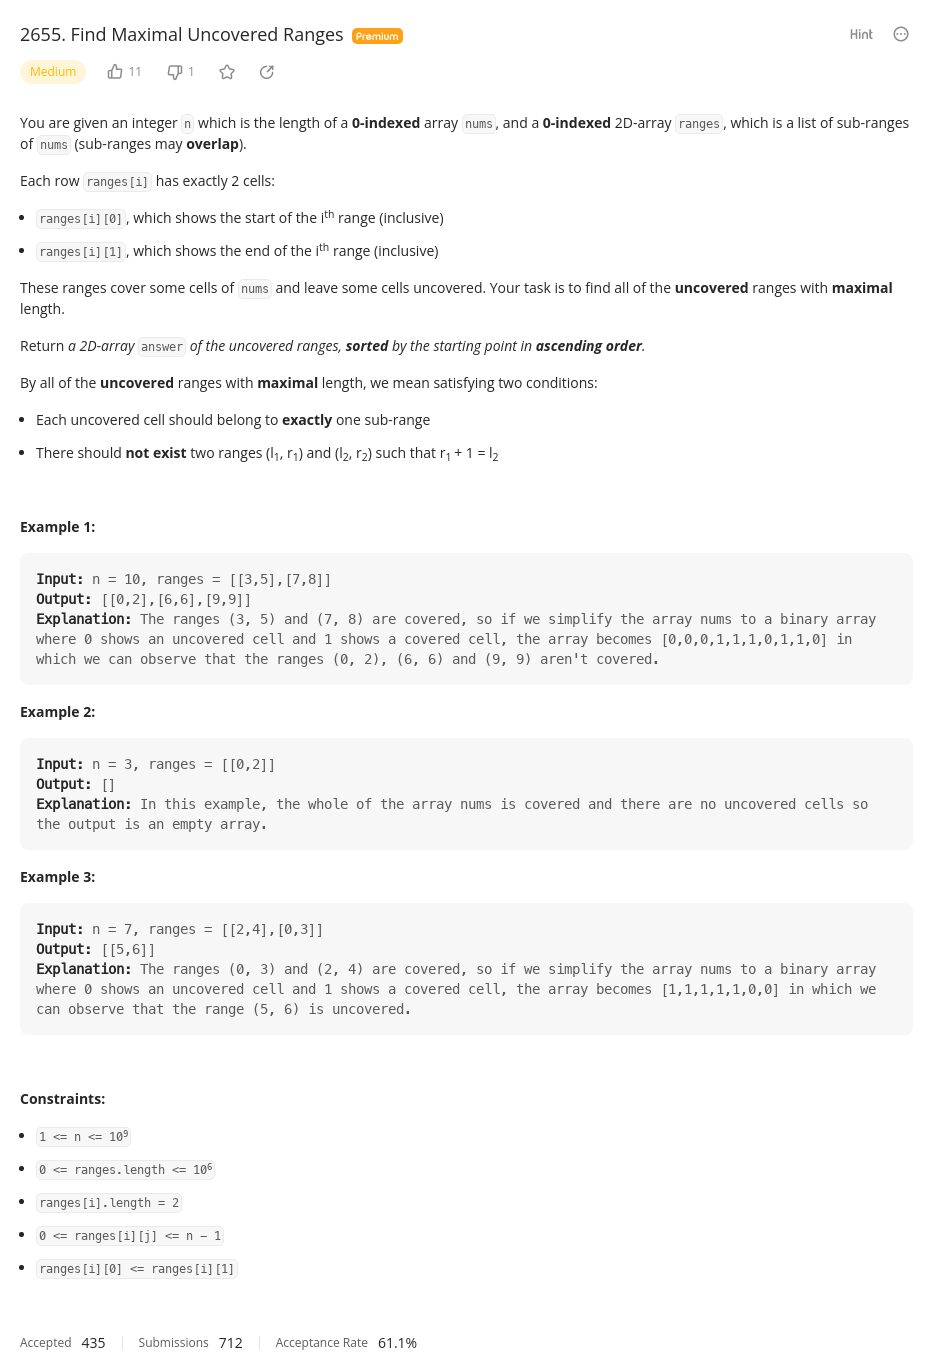 2655. Find Maximal Uncovered Ranges Premium Hint
Medium 11 1
You are given an integer n which is the length of a 0-indexed array nums, and a 0-indexed 2D-array ranges, which is a list of sub-ranges
of nums (sub-ranges may overlap).
Each row ranges[i] has exactly 2 cells:
• ranges[i][0], which shows the start of the iᵗʰ range (inclusive)
• ranges[i][1], which shows the end of the iᵗʰ range (inclusive)
These ranges cover some cells of nums and leave some cells uncovered. Your task is to find all of the uncovered ranges with maximal
length.
Return a 2D-array answer of the uncovered ranges, sorted by the starting point in ascending order.
By all of the uncovered ranges with maximal length, we mean satisfying two conditions:
• Each uncovered cell should belong to exactly one sub-range
• There should not exist two ranges (l₁, r₁) and (l₂, r₂) such that r₁ + 1 = l₂
Example 1:
Input: n = 10, ranges = [[3,5],[7,8]]
Output: [[0,2],[6,6],[9,9]]
Explanation: The ranges (3, 5) and (7, 8) are covered, so if we simplify the array nums to a binary array
where 0 shows an uncovered cell and 1 shows a covered cell, the array becomes [0,0,0,1,1,1,0,1,1,0] in
which we can observe that the ranges (0, 2), (6, 6) and (9, 9) aren't covered.
Example 2:
Input: n = 3, ranges = [[0,2]]
Output: []
Explanation: In this example, the whole of the array nums is covered and there are no uncovered cells so
the output is an empty array.
Example 3:
Input: n = 7, ranges = [[2,4],[0,3]]
Output: [[5,6]]
Explanation: The ranges (0, 3) and (2, 4) are covered, so if we simplify the array nums to a binary array
where 0 shows an uncovered cell and 1 shows a covered cell, the array becomes [1,1,1,1,1,0,0] in which we
can observe that the range (5, 6) is uncovered.
Constraints:
• 1 <= n <= 10⁹
• 0 <= ranges.length <= 10⁶
• ranges[i].length = 2
• 0 <= ranges[i][j] <= n - 1
• ranges[i][0] <= ranges[i][1]
Accepted 435 Submissions 712 Acceptance Rate 61.1%